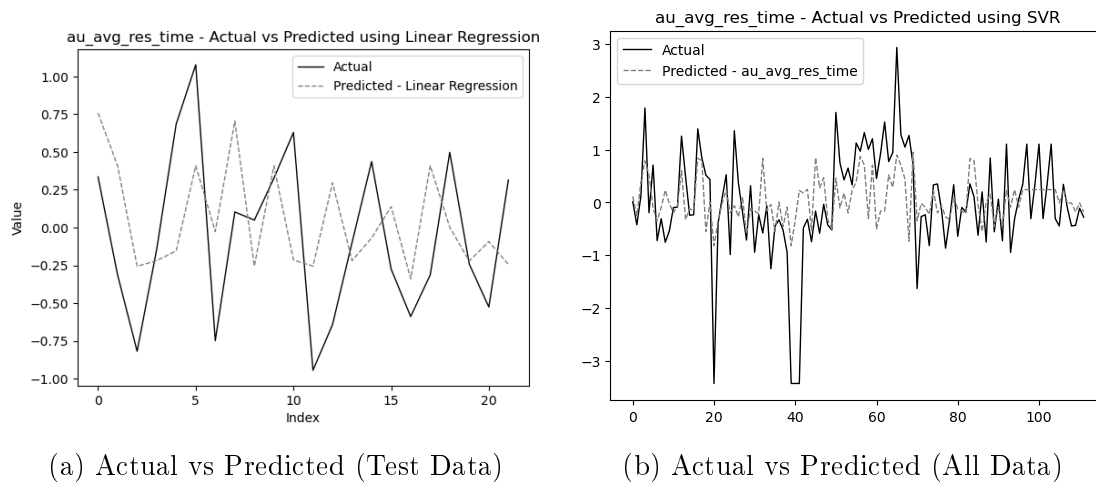 au_avg_res_time - Actual vs Predicted using Linear Regression
Actual
Predicted - Linear Regression
1.00
0.75
0.50
0.25
0.00
−0.25
−0.50
−0.75
−1.00
Value
0 5 10 15 20
Index
(a) Actual vs Predicted (Test Data)
au_avg_res_time - Actual vs Predicted using SVR
Actual
Predicted - au_avg_res_time
3
2
1
0
−1
−2
−3
0 20 40 60 80 100
(b) Actual vs Predicted (All Data)